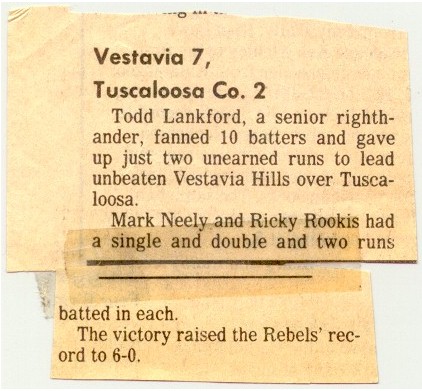 Vestavia 7,
Tuscaloosa Co. 2
Todd Lankford, a senior righth-
ander, fanned 10 batters and gave
up just two unearned runs to lead
unbeaten Vestavia Hills over Tusca-
loosa.
Mark Neely and Ricky Rookis had
a single and double and two runs
batted in each.
The victory raised the Rebels' rec-
ord to 6-0.